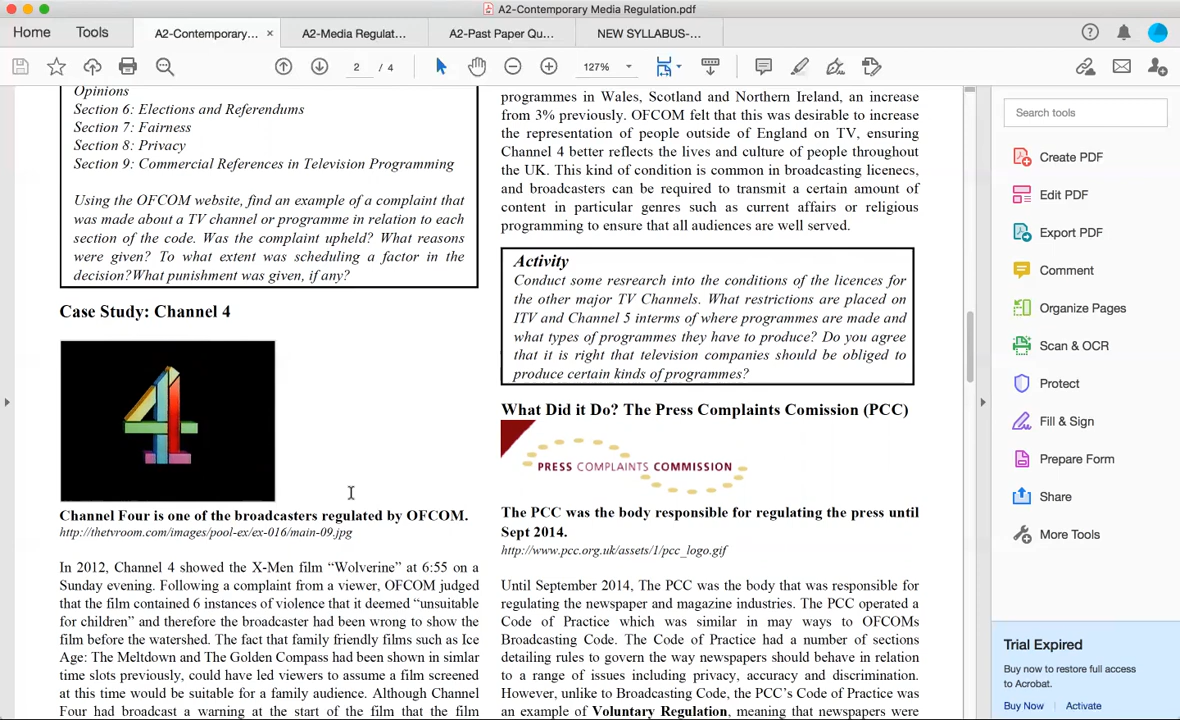 A2-Contemporary Media Regulation.pdf
Home
Tools
A2-Contemporary... ×
A2-Media Regulat...
A2-Past Paper Qu...
NEW SYLLABUS-...
2 / 4
127%
Opinions
Section 6: Elections and Referendums
Section 7: Fairness
Section 8: Privacy
Section 9: Commercial References in Television Programming
Using the OFCOM website, find an example of a complaint that
was made about a TV channel or programme in relation to each
section of the code. Was the complaint upheld? What reasons
were given? To what extent was scheduling a factor in the
decision?What punishment was given, if any?
Case Study: Channel 4
Channel Four is one of the broadcasters regulated by OFCOM.
http://thetvroom.com/images/pool-ex/ex-016/main-09.jpg
In 2012, Channel 4 showed the X-Men film “Wolverine” at 6:55 on a
Sunday evening. Following a complaint from a viewer, OFCOM judged
that the film contained 6 instances of violence that it deemed “unsuitable
for children” and therefore the broadcaster had been wrong to show the
film before the watershed. The fact that family friendly films such as Ice
Age: The Meltdown and The Golden Compass had been shown in simlar
time slots previously, could have led viewers to assume a film screened
at this time would be suitable for a family audience. Although Channel
Four had broadcast a warning at the start of the film that the film
programmes in Wales, Scotland and Northern Ireland, an increase
from 3% previously. OFCOM felt that this was desirable to increase
the representation of people outside of England on TV, ensuring
Channel 4 better reflects the lives and culture of people throughout
the UK. This kind of condition is common in broadcasting licenecs,
and broadcasters can be required to transmit a certain amount of
content in particular genres such as current affairs or religious
programming to ensure that all audiences are well served.
Activity
Conduct some resrearch into the conditions of the licences for
the other major TV Channels. What restrictions are placed on
ITV and Channel 5 interms of where programmes are made and
what types of programmes they have to produce? Do you agree
that it is right that television companies should be obliged to
produce certain kinds of programmes?
What Did it Do? The Press Complaints Comission (PCC)
PRESS COMPLAINTS COMMISSION
The PCC was the body responsible for regulating the press until
Sept 2014.
http://www.pcc.org.uk/assets/1/pcc_logo.gif
Until September 2014, The PCC was the body that was responsible for
regulating the newspaper and magazine industries. The PCC operated a
Code of Practice which was similar in may ways to OFCOMs
Broadcasting Code. The Code of Practice had a number of sections
detailing rules to govern the way newspapers should behave in relation
to a range of issues including privacy, accuracy and discrimination.
However, unlike to Broadcasting Code, the PCC’s Code of Practice was
an example of Voluntary Regulation, meaning that newspapers were
Search tools
Create PDF
Edit PDF
Export PDF
Comment
Organize Pages
Scan & OCR
Protect
Fill & Sign
Prepare Form
Share
More Tools
Trial Expired
Buy now to restore full access
to Acrobat.
Buy Now
Activate